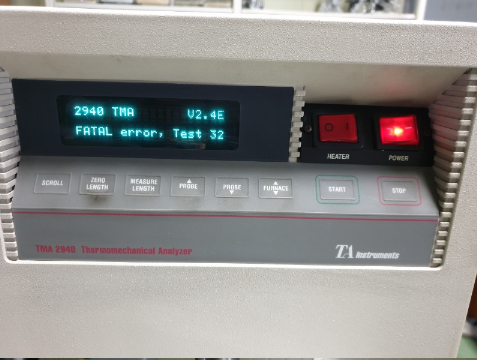 2940 TMA V2.4E
FATAL error, Test 32
HEATER
POWER
SCROLL
ZERO LENGTH
MEASURE LENGTH
PROBE
PROBE
FURNACE
START
STOP
TMA 2940 Thermomechanical Analyzer
TA Instruments